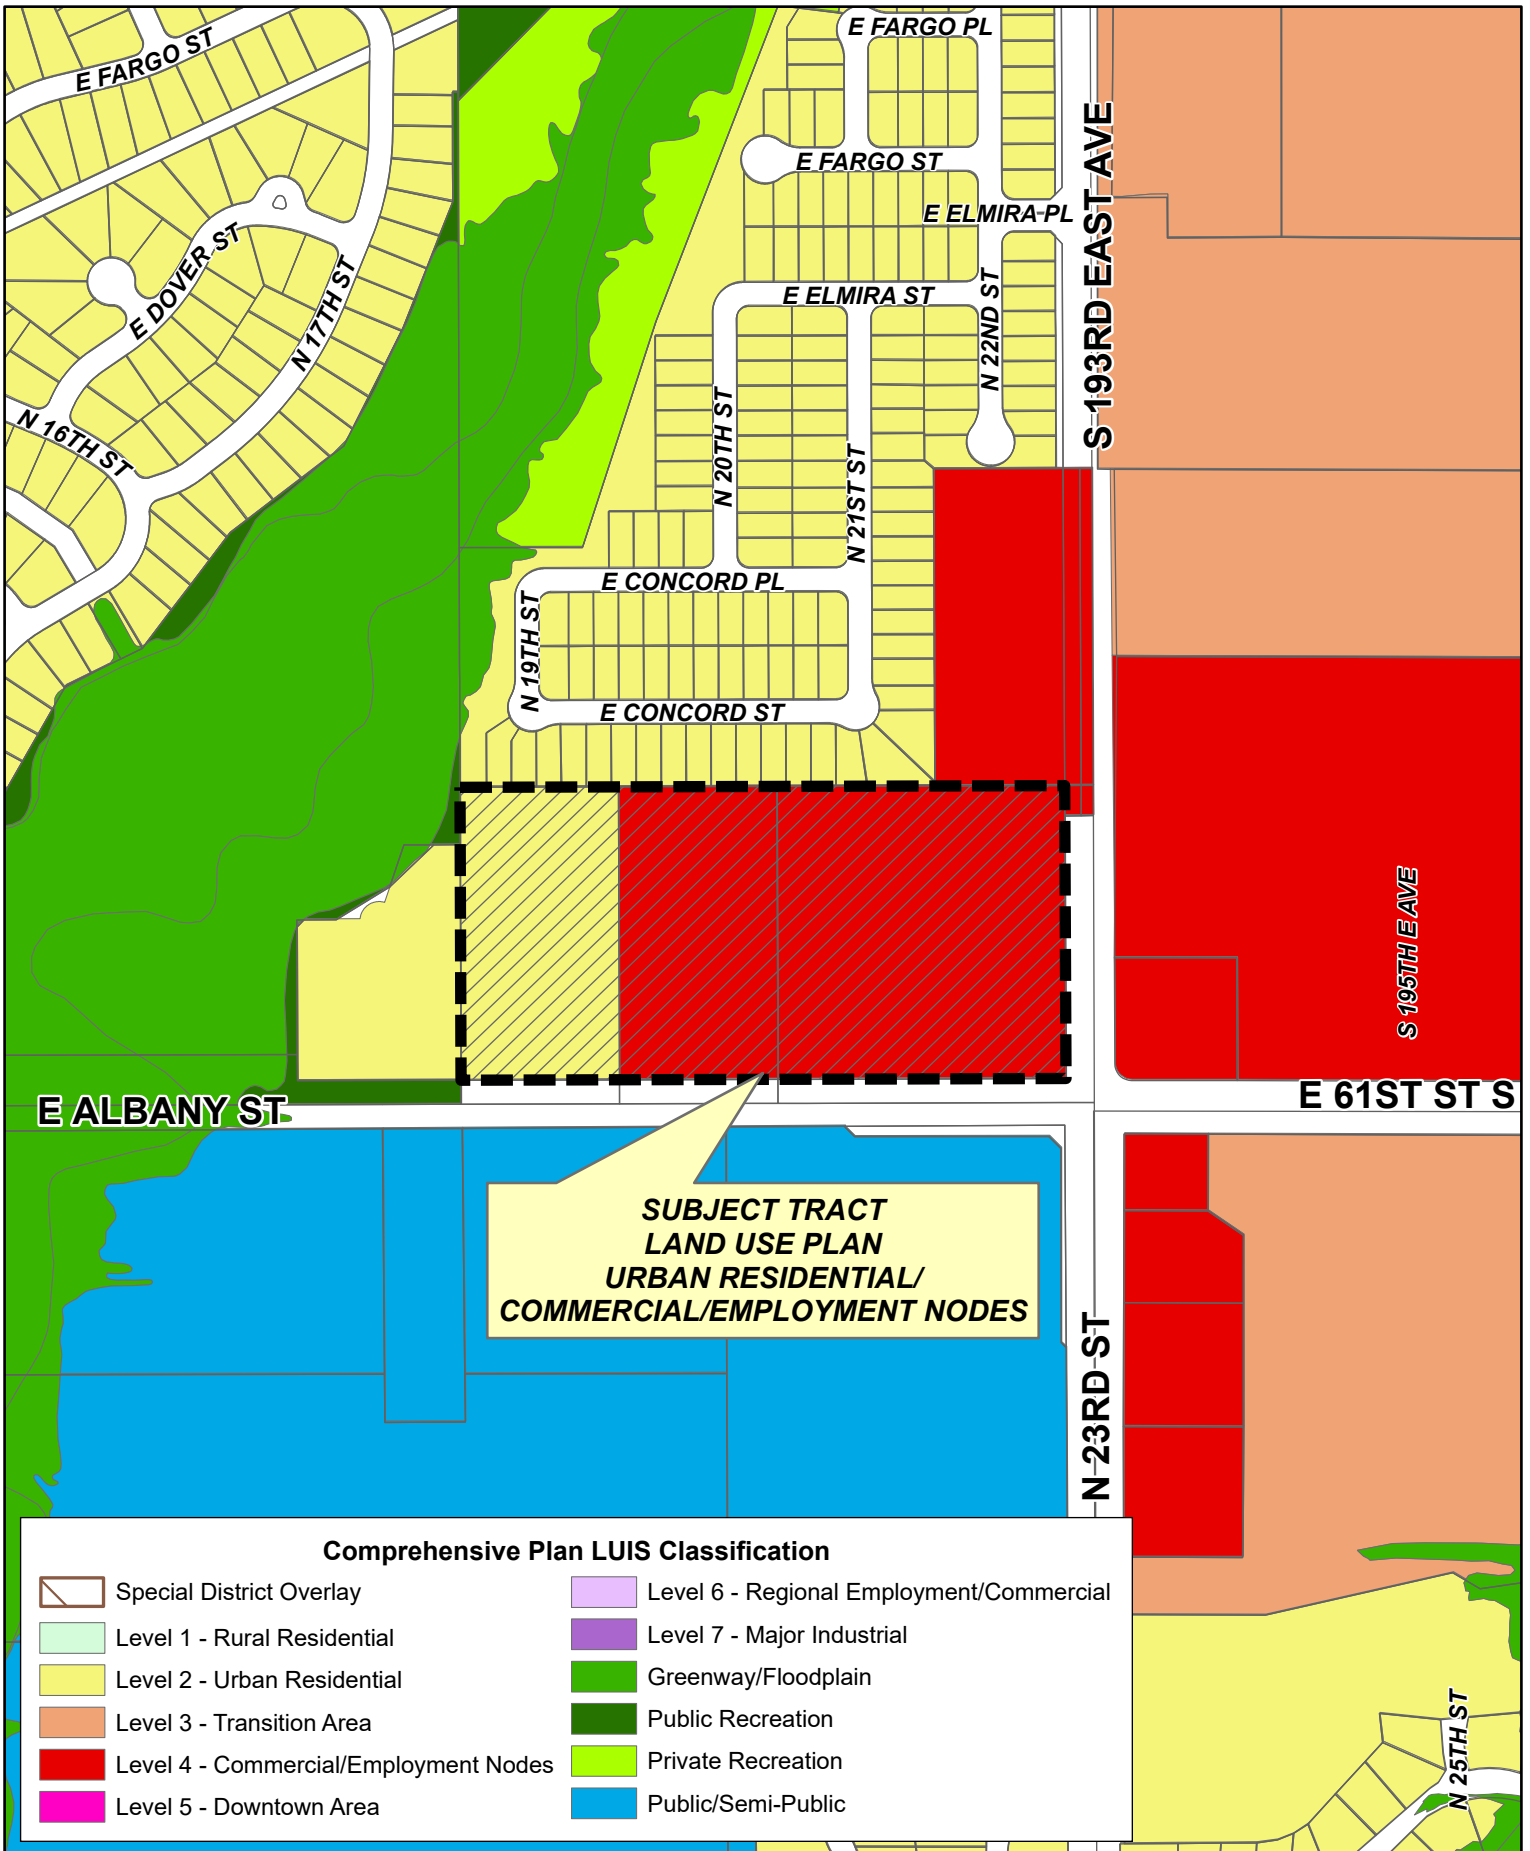 E FARGO PL
E FARGO ST
S 193RD EAST AVE
E FARGO ST
E ELMIRA PL
E DOVER ST
N 17TH ST
E ELMIRA ST
N 22ND ST
N 16TH ST
N 20TH ST
N 21ST ST
E CONCORD PL
N 19TH ST
E CONCORD ST
S 195TH E AVE
E ALBANY ST
E 61ST ST S
SUBJECT TRACT
LAND USE PLAN
URBAN RESIDENTIAL/
COMMERCIAL/EMPLOYMENT NODES
N 23RD ST
Comprehensive Plan LUIS Classification
Special District Overlay
Level 1 - Rural Residential
Level 2 - Urban Residential
Level 3 - Transition Area
Level 4 - Commercial/Employment Nodes
Level 5 - Downtown Area
Level 6 - Regional Employment/Commercial
Level 7 - Major Industrial
Greenway/Floodplain
Public Recreation
Private Recreation
Public/Semi-Public
N 25TH ST